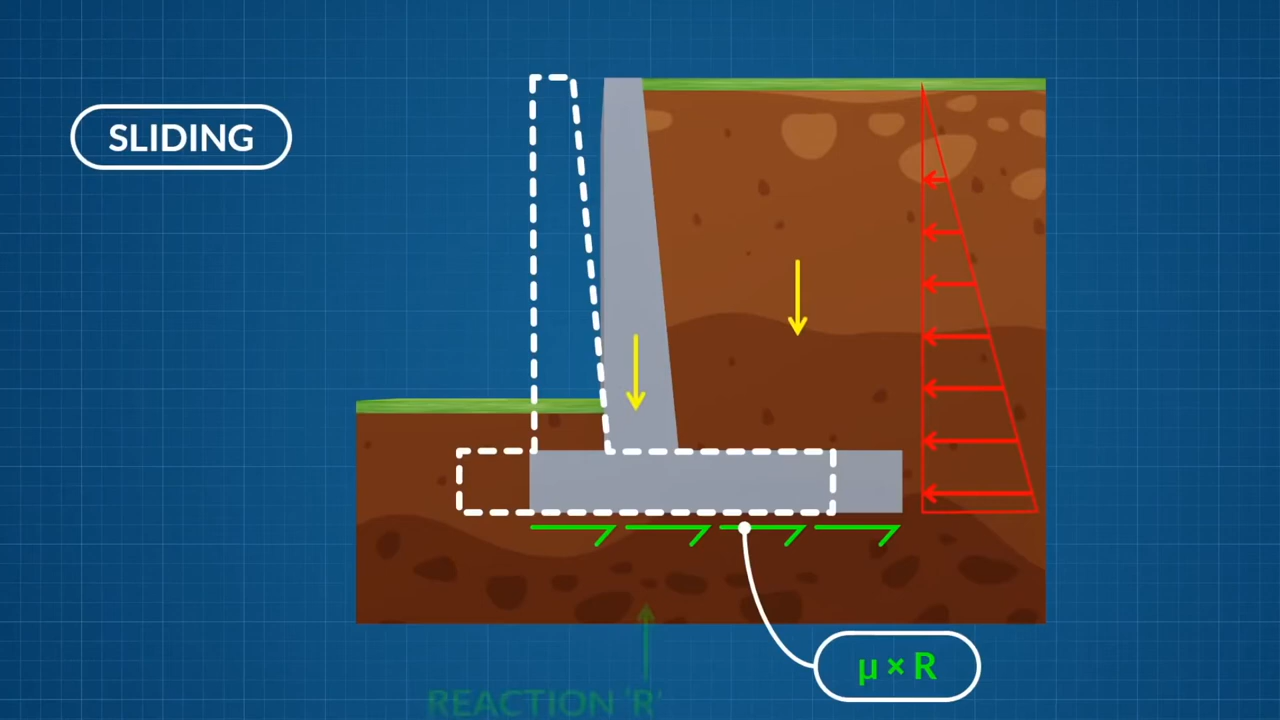 SLIDING
μ × R
REACTION 'R'